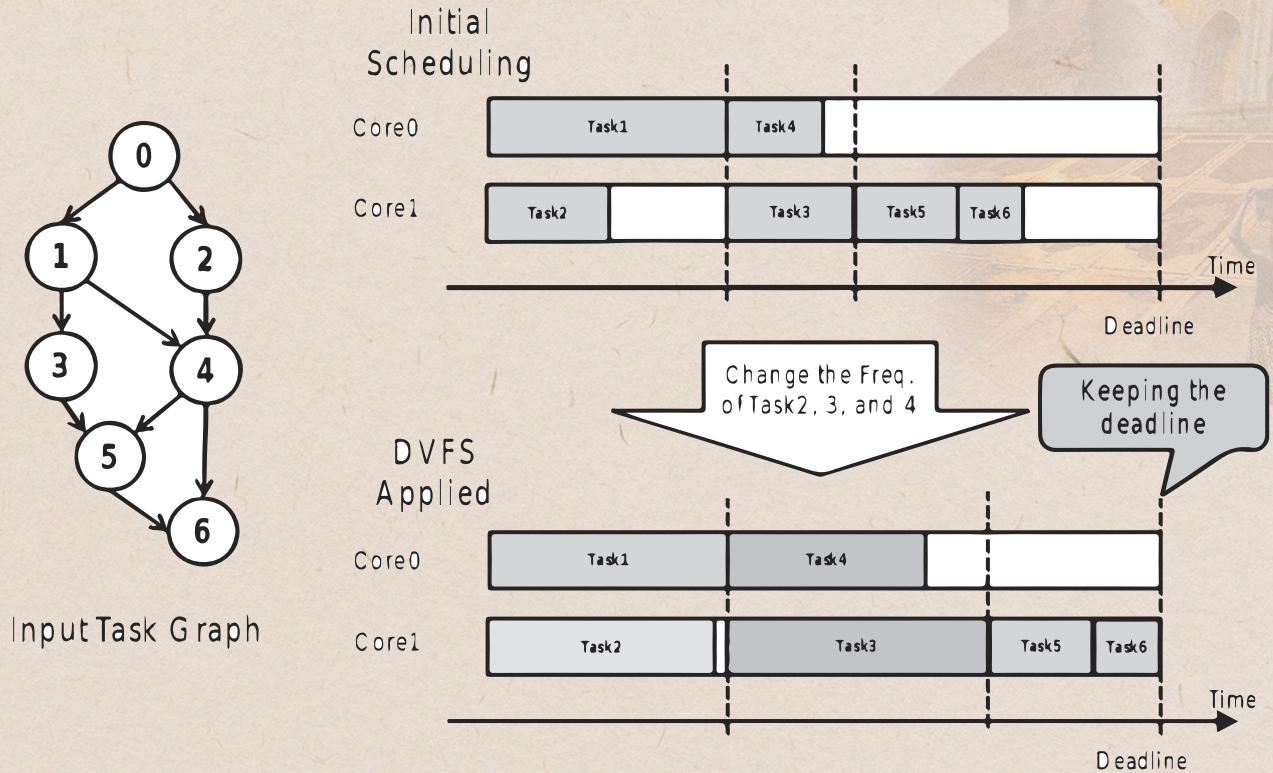 Initial
Scheduling
Core0
Task1
Task4
Core1
Task2
Task3
Task5
Task6
Time
Deadline
0
1
2
3
4
5
6
Input Task Graph
Change the Freq.
of Task2, 3, and 4
Keeping the
deadline
DVFS
Applied
Core0
Task1
Task4
Core1
Task2
Task3
Task5
Task6
Time
Deadline